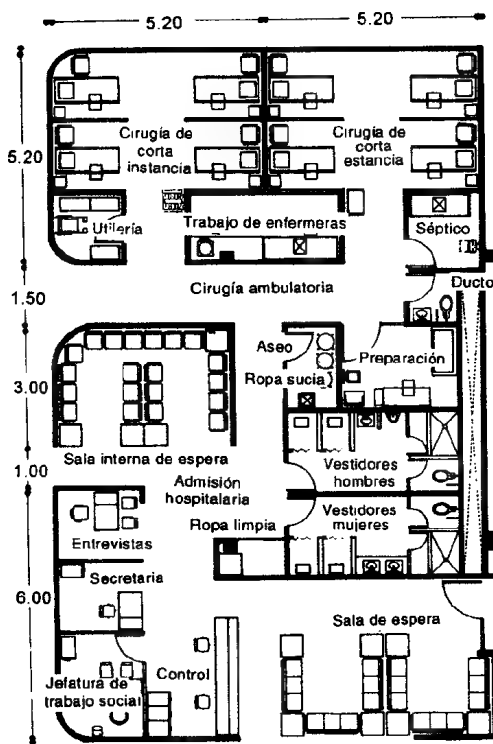 5.20
5.20
Cirugía de
corta
instancia
Cirugía de
corta
estancia
5.20
Utilería
Trabajo de enfermeras
Séptico
1.50
Cirugía ambulatoria
Ducto
Aseo
Preparación
Ropa sucia
3.00
Sala interna de espera
1.00
Admisión
hospitalaria
Vestidores
hombres
Ropa limpia
Vestidores
mujeres
Entrevistas
Secretaria
6.00
Sala de espera
Control
Jefatura de
trabajo social